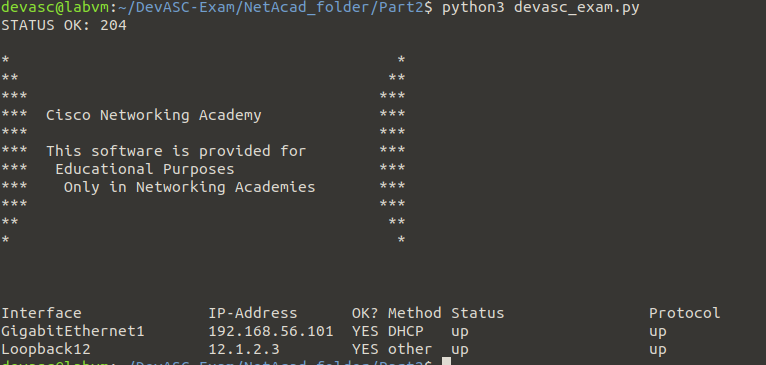 devasc@labvm:~/DevASC-Exam/NetAcad_folder/Part2$ python3 devasc_exam.py
STATUS OK: 204
*                                           *
**                                         **
***                                       ***
***  Cisco Networking Academy             ***
***                                       ***
***  This software is provided for        ***
***   Educational Purposes                ***
***    Only in Networking Academies       ***
***                                       ***
**                                         **
*                                           *
Interface              IP-Address      OK? Method Status                Protocol
GigabitEthernet1       192.168.56.101  YES DHCP   up                    up
Loopback12             12.1.2.3        YES other  up                    up
devasc@labvm:~/DevASC-Exam/NetAcad_folder/Part2$